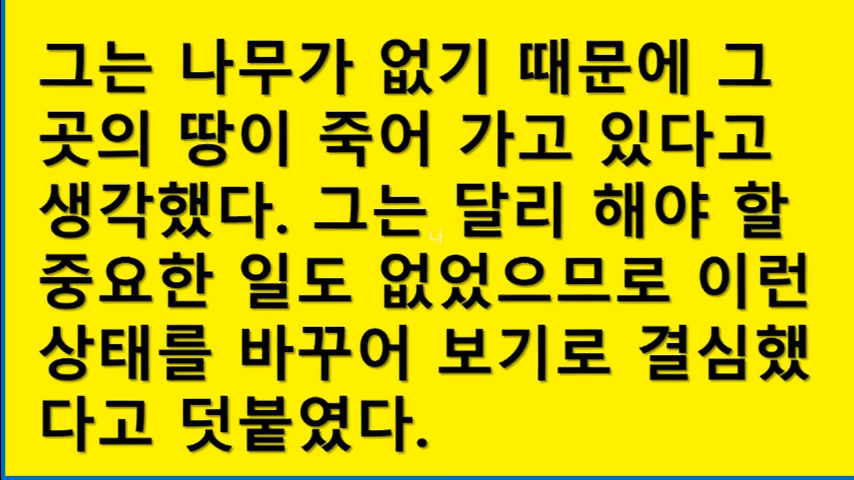 그는 나무가 없기 때문에 그
곳의 땅이 죽어 가고 있다고
생각했다. 그는 달리 해야 할
나
중요한 일도 없었으므로 이런
상태를 바꾸어 보기로 결심했
다고 덧붙였다.